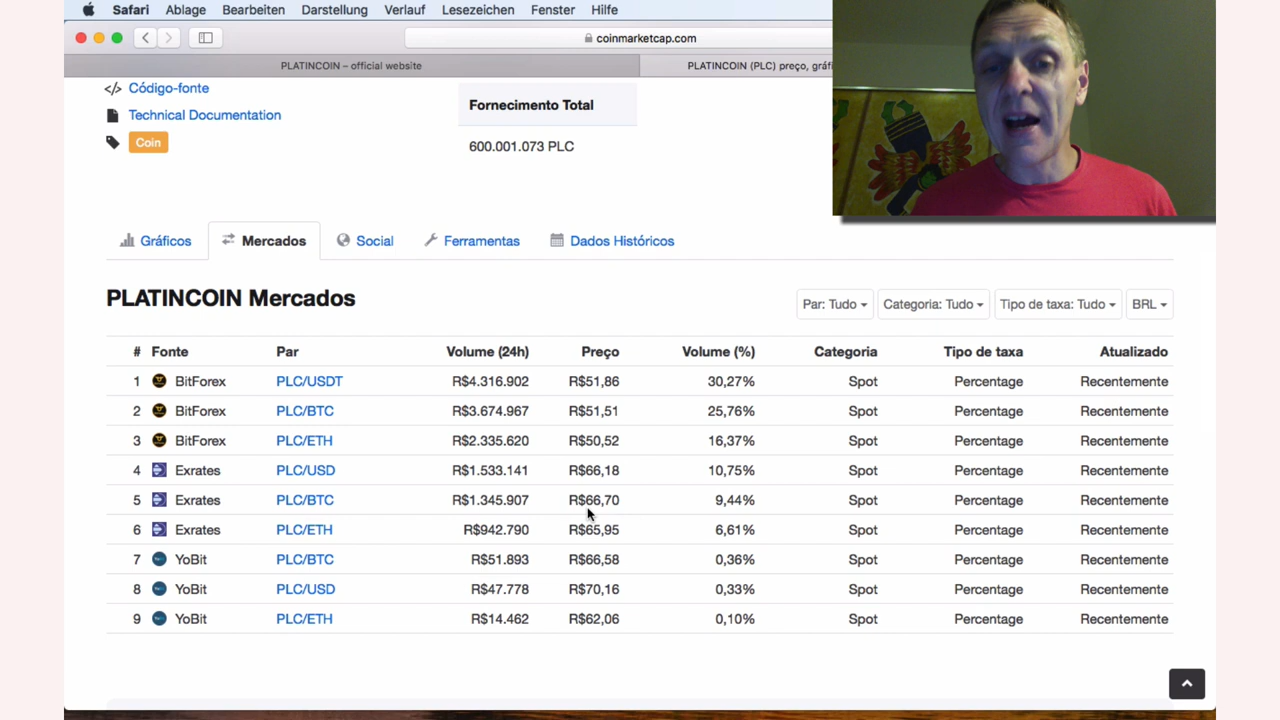 Safari Ablage Bearbeiten Darstellung Verlauf Lesezeichen Fenster Hilfe
coinmarketcap.com
PLATINCOIN – official website PLATINCOIN (PLC) preço, gráfi
</> Código-fonte
Technical Documentation
Coin
Fornecimento Total
600.001.073 PLC
Gráficos Mercados Social Ferramentas Dados Históricos
PLATINCOIN Mercados
Par: Tudo Categoria: Tudo Tipo de taxa: Tudo BRL
# Fonte Par Volume (24h) Preço Volume (%) Categoria Tipo de taxa Atualizado
1 BitForex PLC/USDT R$4.316.902 R$51,86 30,27% Spot Percentage Recentemente
2 BitForex PLC/BTC R$3.674.967 R$51,51 25,76% Spot Percentage Recentemente
3 BitForex PLC/ETH R$2.335.620 R$50,52 16,37% Spot Percentage Recentemente
4 Exrates PLC/USD R$1.533.141 R$66,18 10,75% Spot Percentage Recentemente
5 Exrates PLC/BTC R$1.345.907 R$66,70 9,44% Spot Percentage Recentemente
6 Exrates PLC/ETH R$942.790 R$65,95 6,61% Spot Percentage Recentemente
7 YoBit PLC/BTC R$51.893 R$66,58 0,36% Spot Percentage Recentemente
8 YoBit PLC/USD R$47.778 R$70,16 0,33% Spot Percentage Recentemente
9 YoBit PLC/ETH R$14.462 R$62,06 0,10% Spot Percentage Recentemente